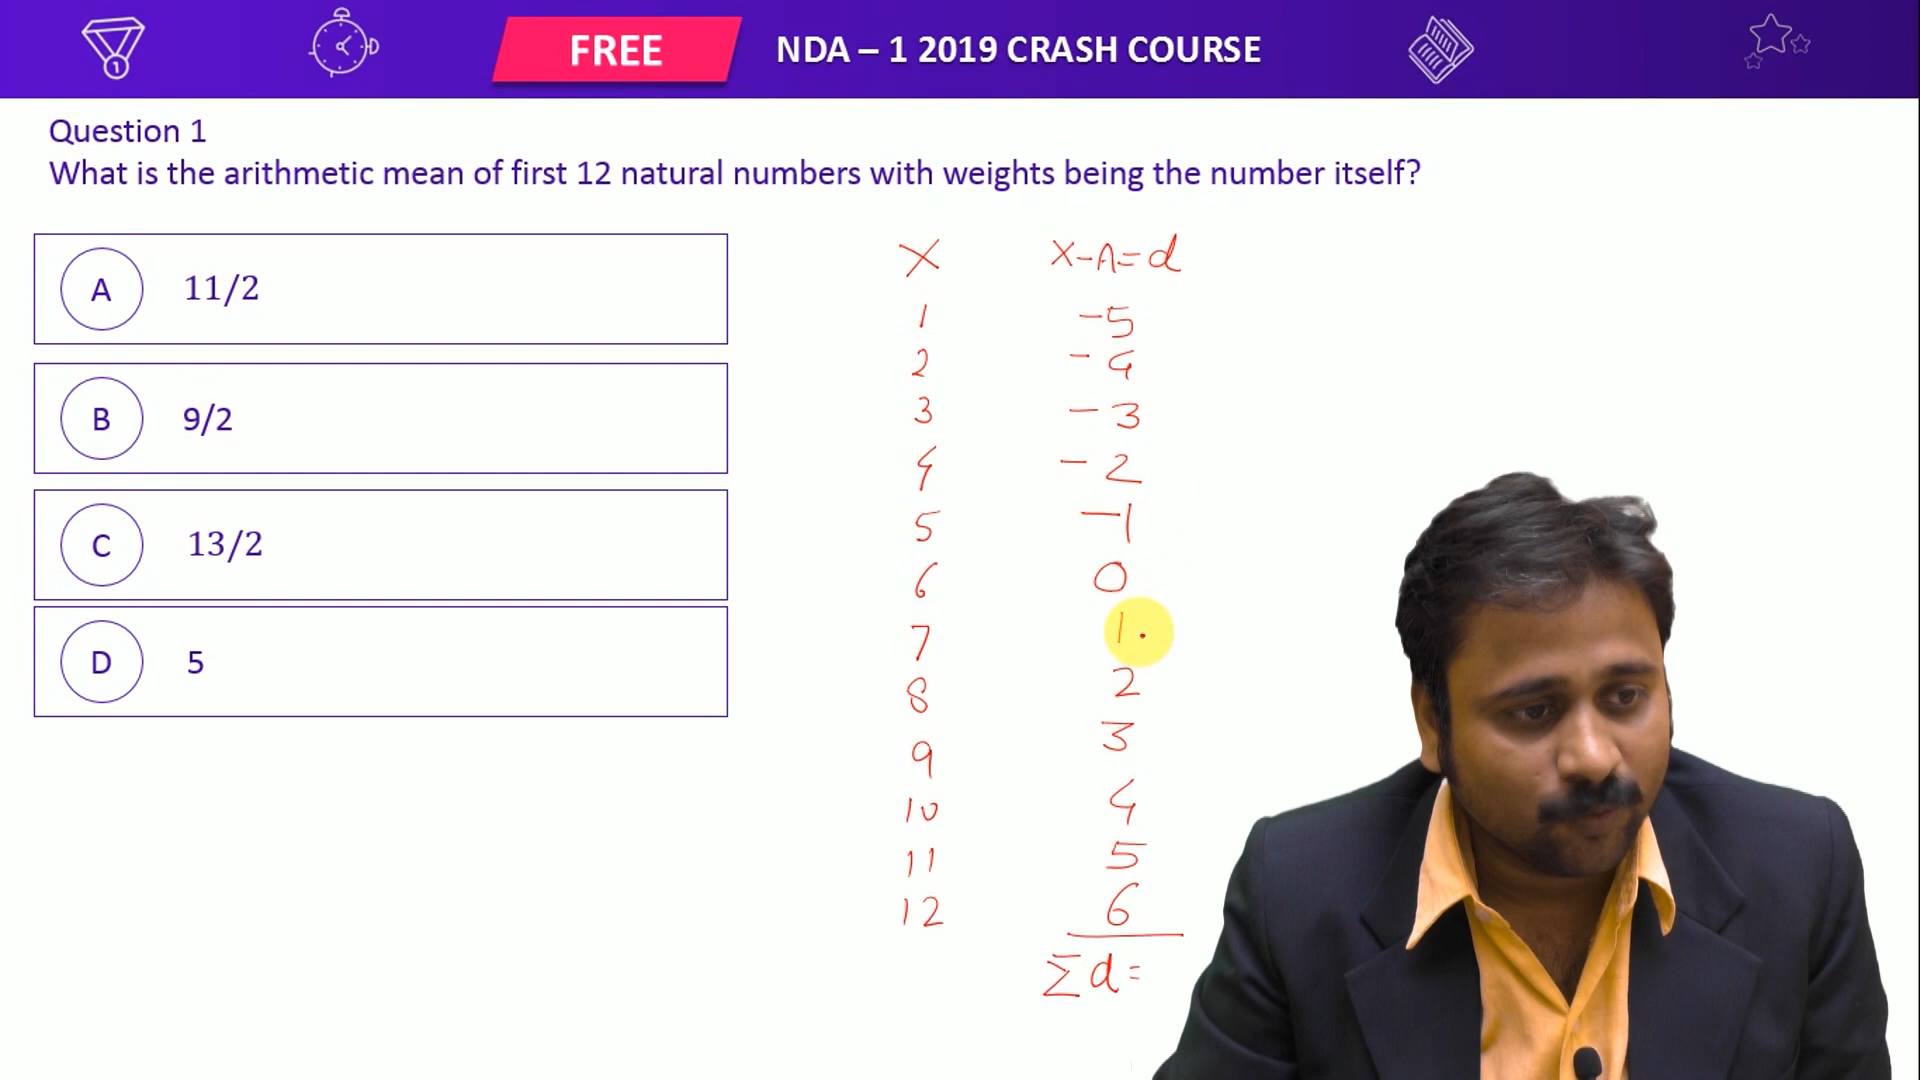 FREE NDA – 1 2019 CRASH COURSE
Question 1
What is the arithmetic mean of first 12 natural numbers with weights being the number itself?
A 11/2
B 9/2
C 13/2
D 5
X X-A=d
1 -5
2 -4
3 -3
4 -2
5 -1
6 0
7 1.
8 2
9 3
10 4
11 5
12 6
∑d=